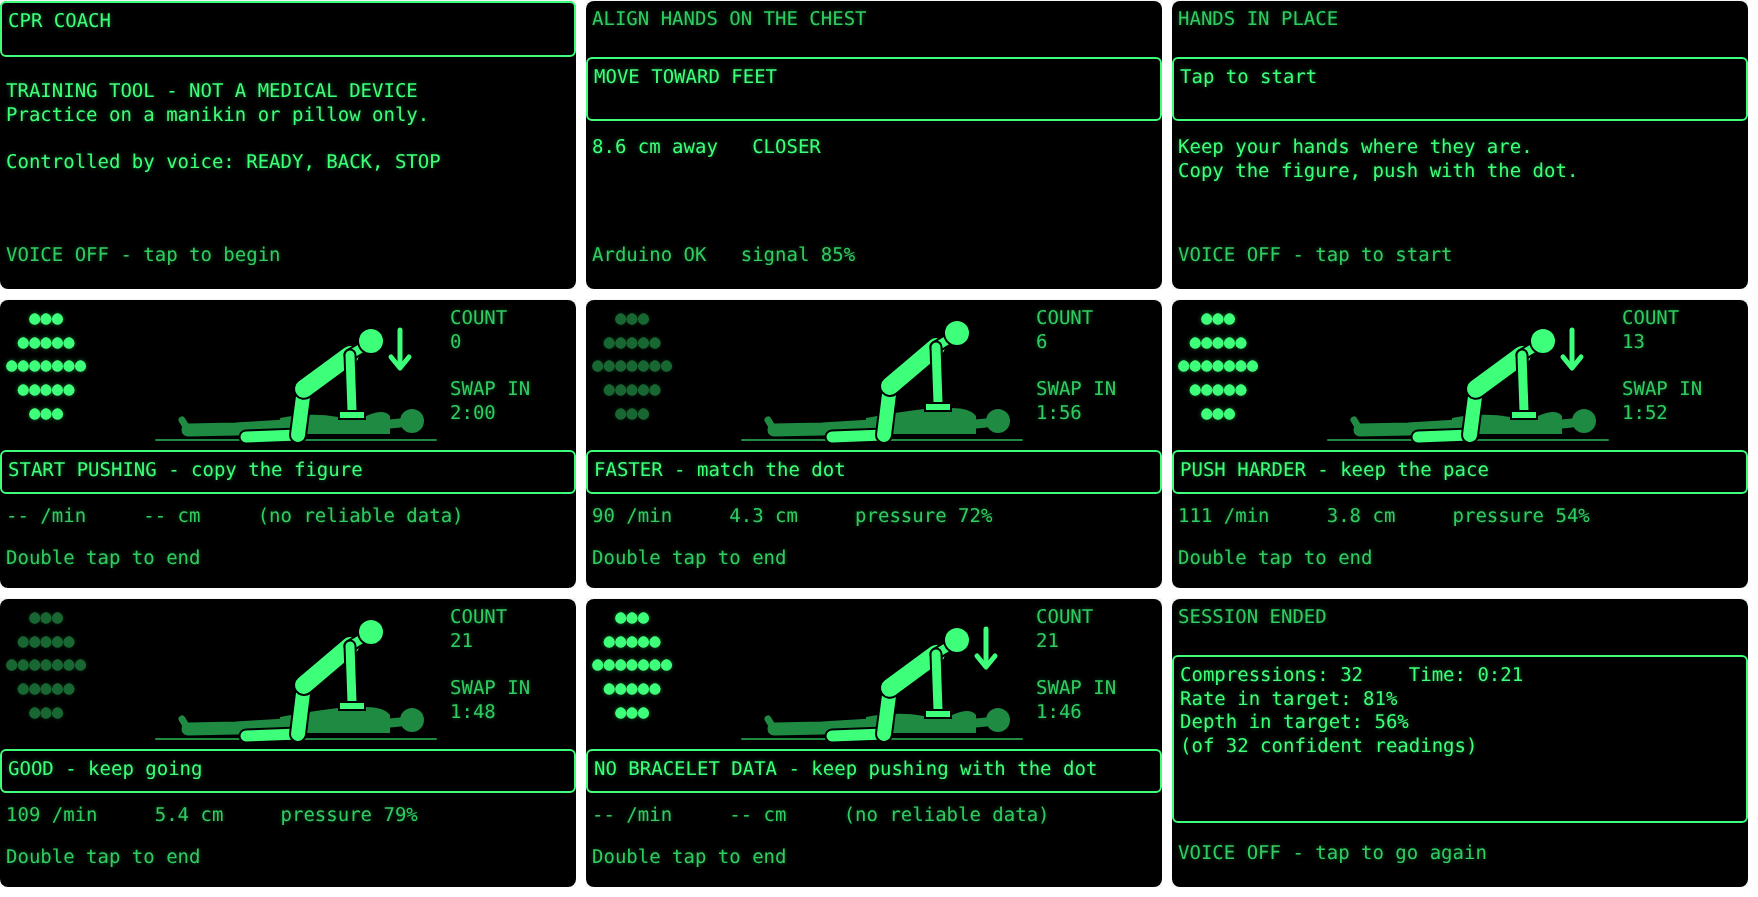 CPR COACH
TRAINING TOOL - NOT A MEDICAL DEVICE
Practice on a manikin or pillow only.
Controlled by voice: READY, BACK, STOP
VOICE OFF - tap to begin
ALIGN HANDS ON THE CHEST
MOVE TOWARD FEET
8.6 cm away CLOSER
Arduino OK signal 85%
HANDS IN PLACE
Tap to start
Keep your hands where they are.
Copy the figure, push with the dot.
VOICE OFF - tap to start
COUNT
0
SWAP IN
2:00
START PUSHING - copy the figure
-- /min -- cm (no reliable data)
Double tap to end
COUNT
6
SWAP IN
1:56
FASTER - match the dot
90 /min 4.3 cm pressure 72%
Double tap to end
COUNT
13
SWAP IN
1:52
PUSH HARDER - keep the pace
111 /min 3.8 cm pressure 54%
Double tap to end
COUNT
21
SWAP IN
1:48
GOOD - keep going
109 /min 5.4 cm pressure 79%
Double tap to end
COUNT
21
SWAP IN
1:46
NO BRACELET DATA - keep pushing with the dot
-- /min -- cm (no reliable data)
Double tap to end
SESSION ENDED
Compressions: 32 Time: 0:21
Rate in target: 81%
Depth in target: 56%
(of 32 confident readings)
VOICE OFF - tap to go again